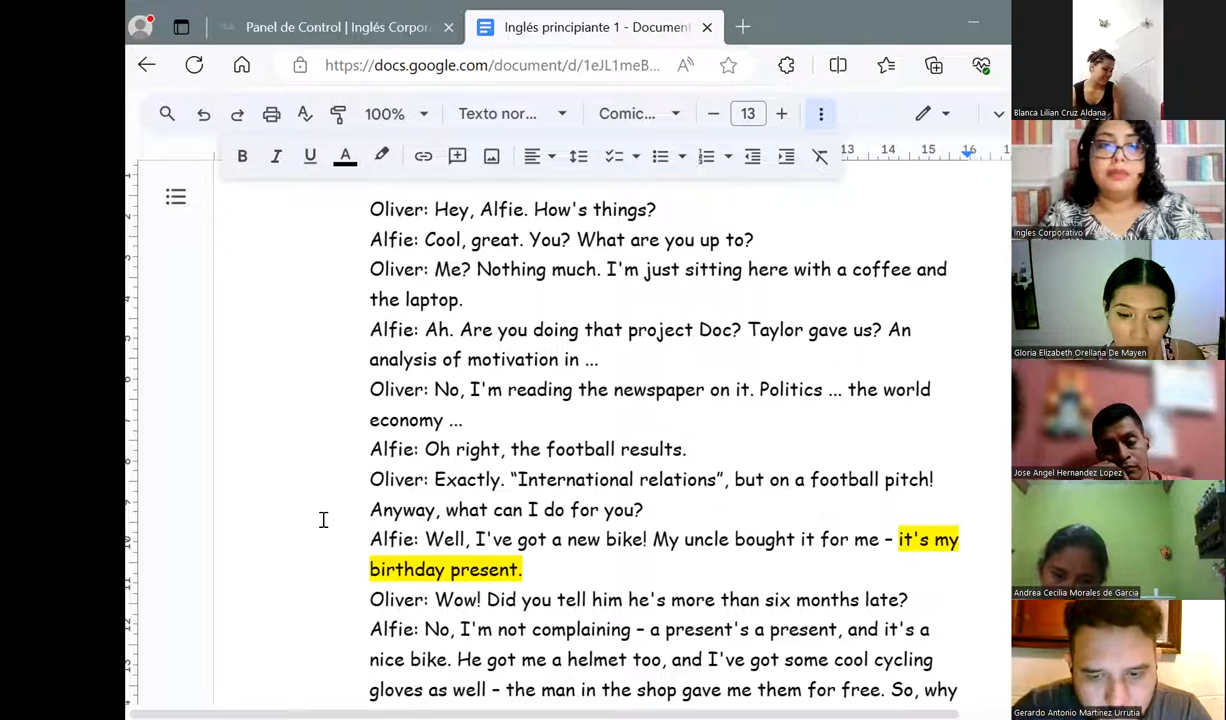 Panel de Control | Inglés Corpor
Inglés principiante 1 - Document
https://docs.google.com/document/d/1eJL1meB...
100%
Texto nor...
Comic...
13
13 14 15 16 1
Oliver: Hey, Alfie. How's things?
Alfie: Cool, great. You? What are you up to?
Oliver: Me? Nothing much. I'm just sitting here with a coffee and
the laptop.
Alfie: Ah. Are you doing that project Doc? Taylor gave us? An
analysis of motivation in ...
Oliver: No, I'm reading the newspaper on it. Politics ... the world
economy ...
Alfie: Oh right, the football results.
Oliver: Exactly. “International relations”, but on a football pitch!
Anyway, what can I do for you?
Alfie: Well, I've got a new bike! My uncle bought it for me – it's my
birthday present.
Oliver: Wow! Did you tell him he's more than six months late?
Alfie: No, I'm not complaining – a present's a present, and it's a
nice bike. He got me a helmet too, and I've got some cool cycling
gloves as well – the man in the shop gave me them for free. So, why
Blanca Lilian Cruz Aldana
Ingles Corporativo
Gloria Elizabeth Orellana De Mayen
Jose Angel Hernandez Lopez
Andrea Cecilia Morales de Garcia
Gerardo Antonio Martínez Urrutia